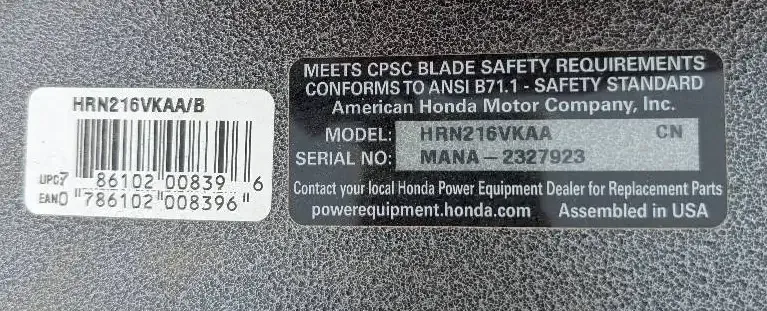 HRN216VKAA/B
UPC 7 86102 00839 6
EAN 0 "786102"008396"
MEETS CPSC BLADE SAFETY REQUIREMENTS
CONFORMS TO ANSI B71.1 - SAFETY STANDARD
American Honda Motor Company, Inc.
MODEL: HRN216VKAA CN
SERIAL NO: MANA-2327923
Contact your local Honda Power Equipment Dealer for Replacement Parts
powerequipment.honda.com Assembled in USA